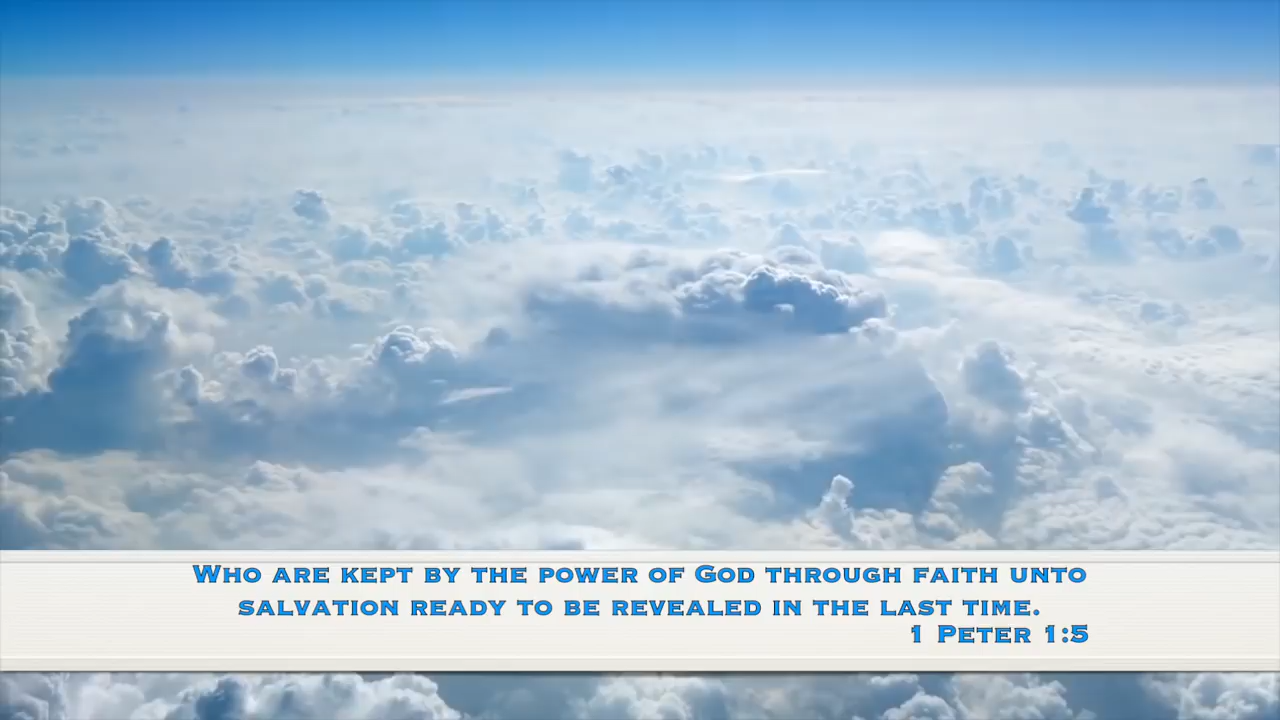 Who are kept by the power of God through faith unto
salvation ready to be revealed in the last time.
1 Peter 1:5